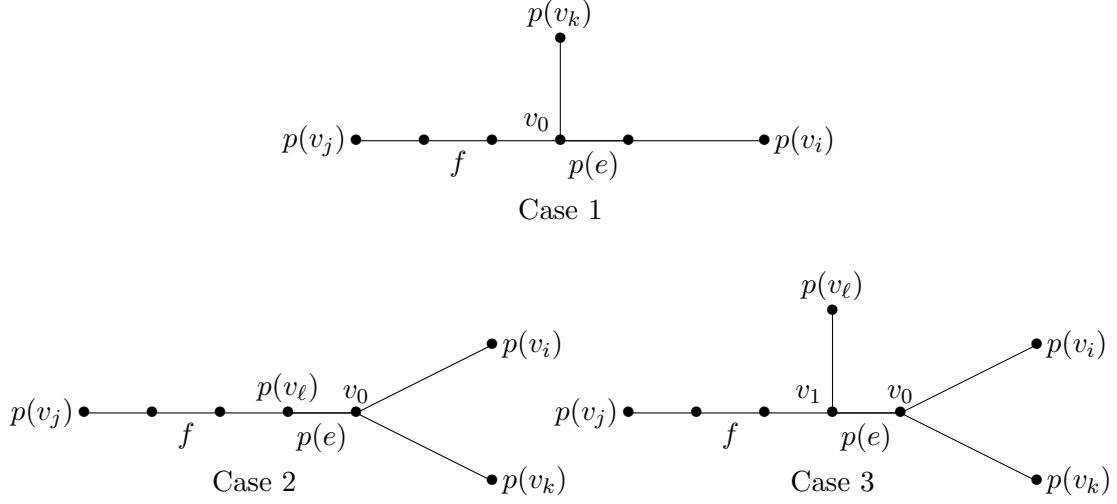 p(v_k)
p(v_j) v_0 p(v_i)
f p(e)
Case 1
p(v_ℓ)
p(v_i) p(v_i)
p(v_j) p(v_ℓ) v_0 p(v_j) v_1 v_0
f p(e) f p(e)
Case 2 p(v_k) Case 3 p(v_k)